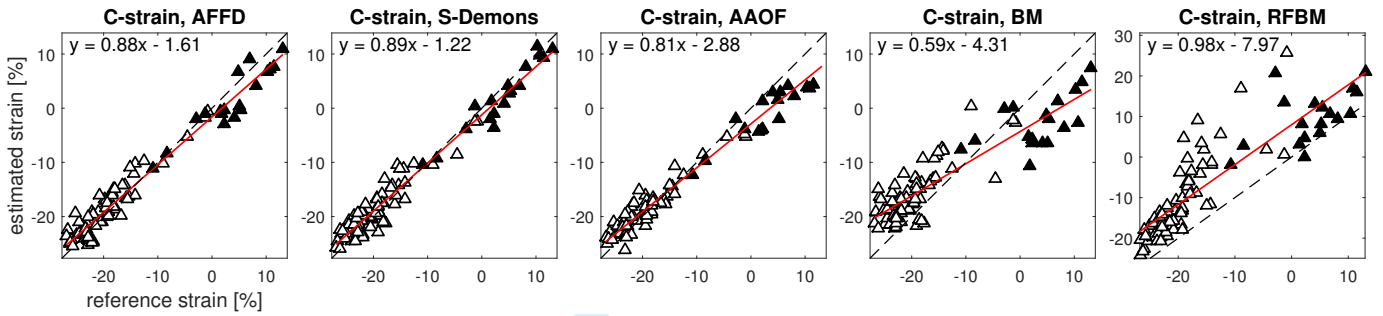 C-strain, AFFD
C-strain, S-Demons
C-strain, AAOF
C-strain, BM
C-strain, RFBM
y = 0.88x - 1.61
y = 0.89x - 1.22
y = 0.81x - 2.88
y = 0.59x - 4.31
y = 0.98x - 7.97
estimated strain [%]
10
0
-10
-20
10
0
-10
-20
10
0
-10
-20
10
0
-10
-20
30
20
10
0
-10
-20
-20 -10 0 10
-20 -10 0 10
-20 -10 0 10
-20 -10 0 10
-20 -10 0 10
reference strain [%]